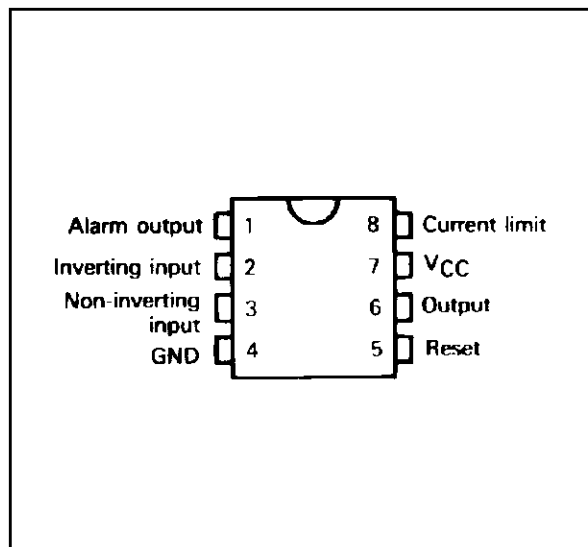 Alarm output 1
Inverting input 2
Non-inverting
input 3
GND 4
8 Current limit
7 VCC
6 Output
5 Reset